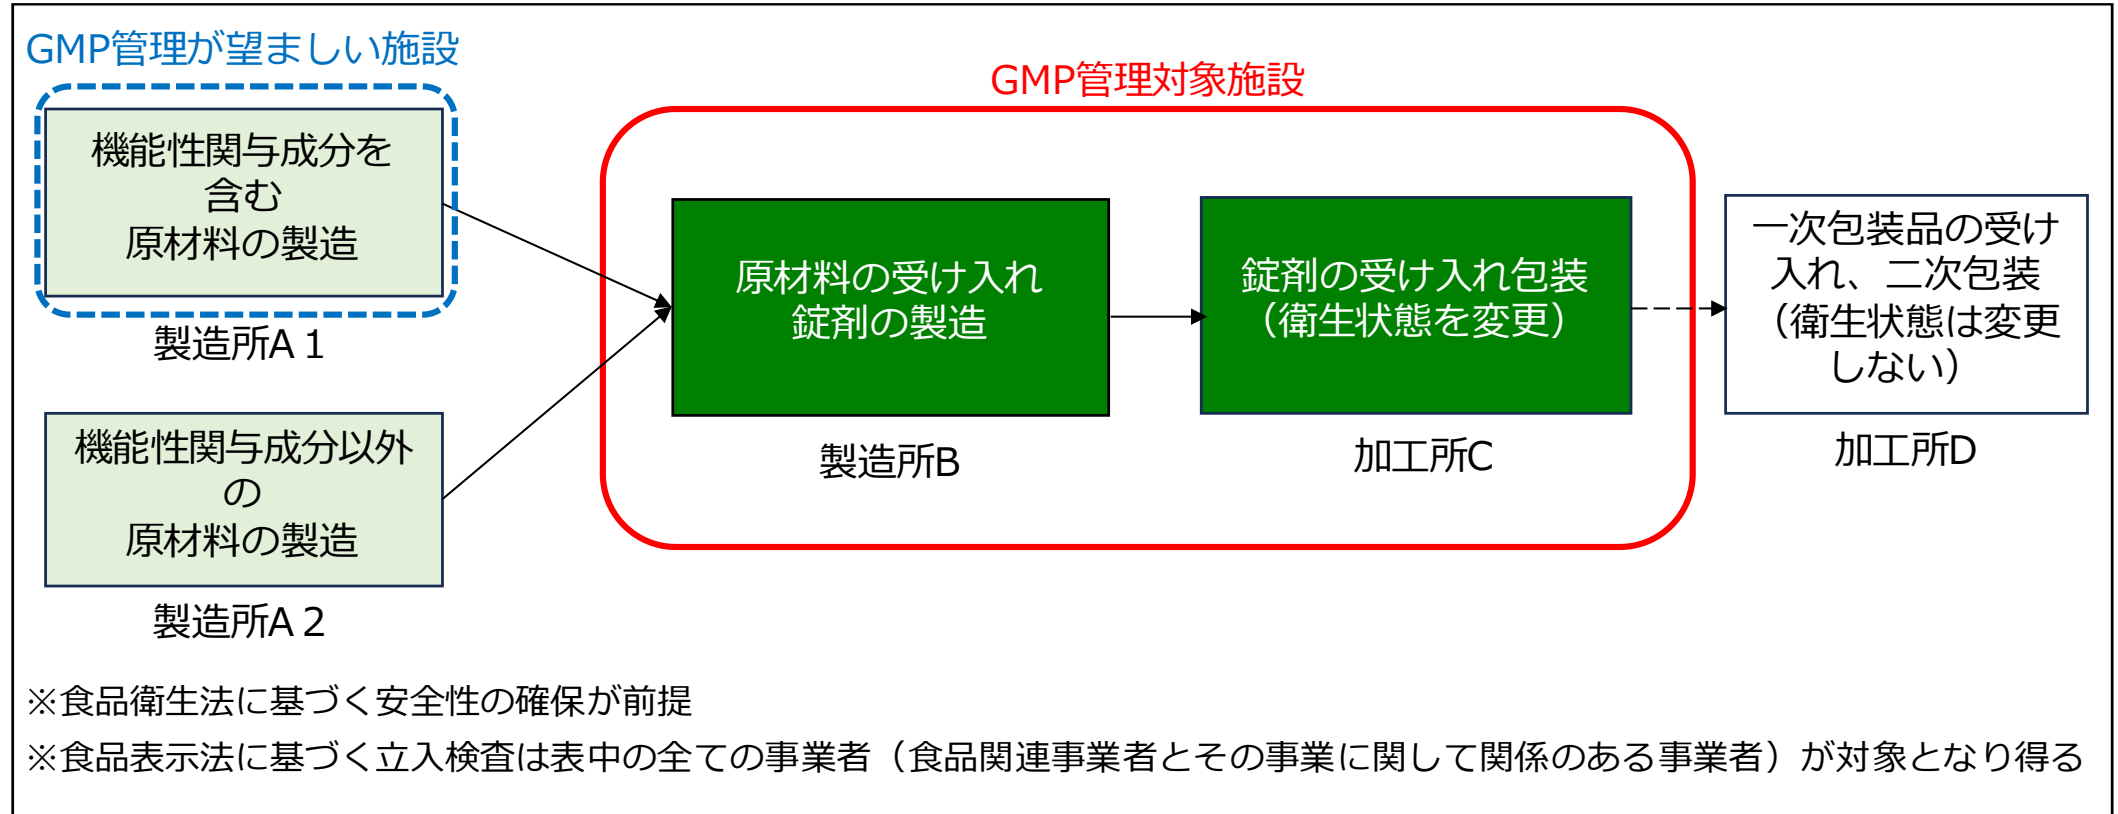 GMP管理が望ましい施設
機能性関与成分を
含む
原材料の製造
製造所A１
機能性関与成分以外
の
原材料の製造
製造所A２
GMP管理対象施設
原材料の受け入れ
錠剤の製造
製造所B
錠剤の受け入れ包装
（衛生状態を変更）
加工所C
一次包装品の受け
入れ、二次包装
（衛生状態は変更
しない）
加工所D
※食品衛生法に基づく安全性の確保が前提
※食品表示法に基づく立入検査は表中の全ての事業者（食品関連事業者とその事業に関して関係のある事業者）が対象となり得る